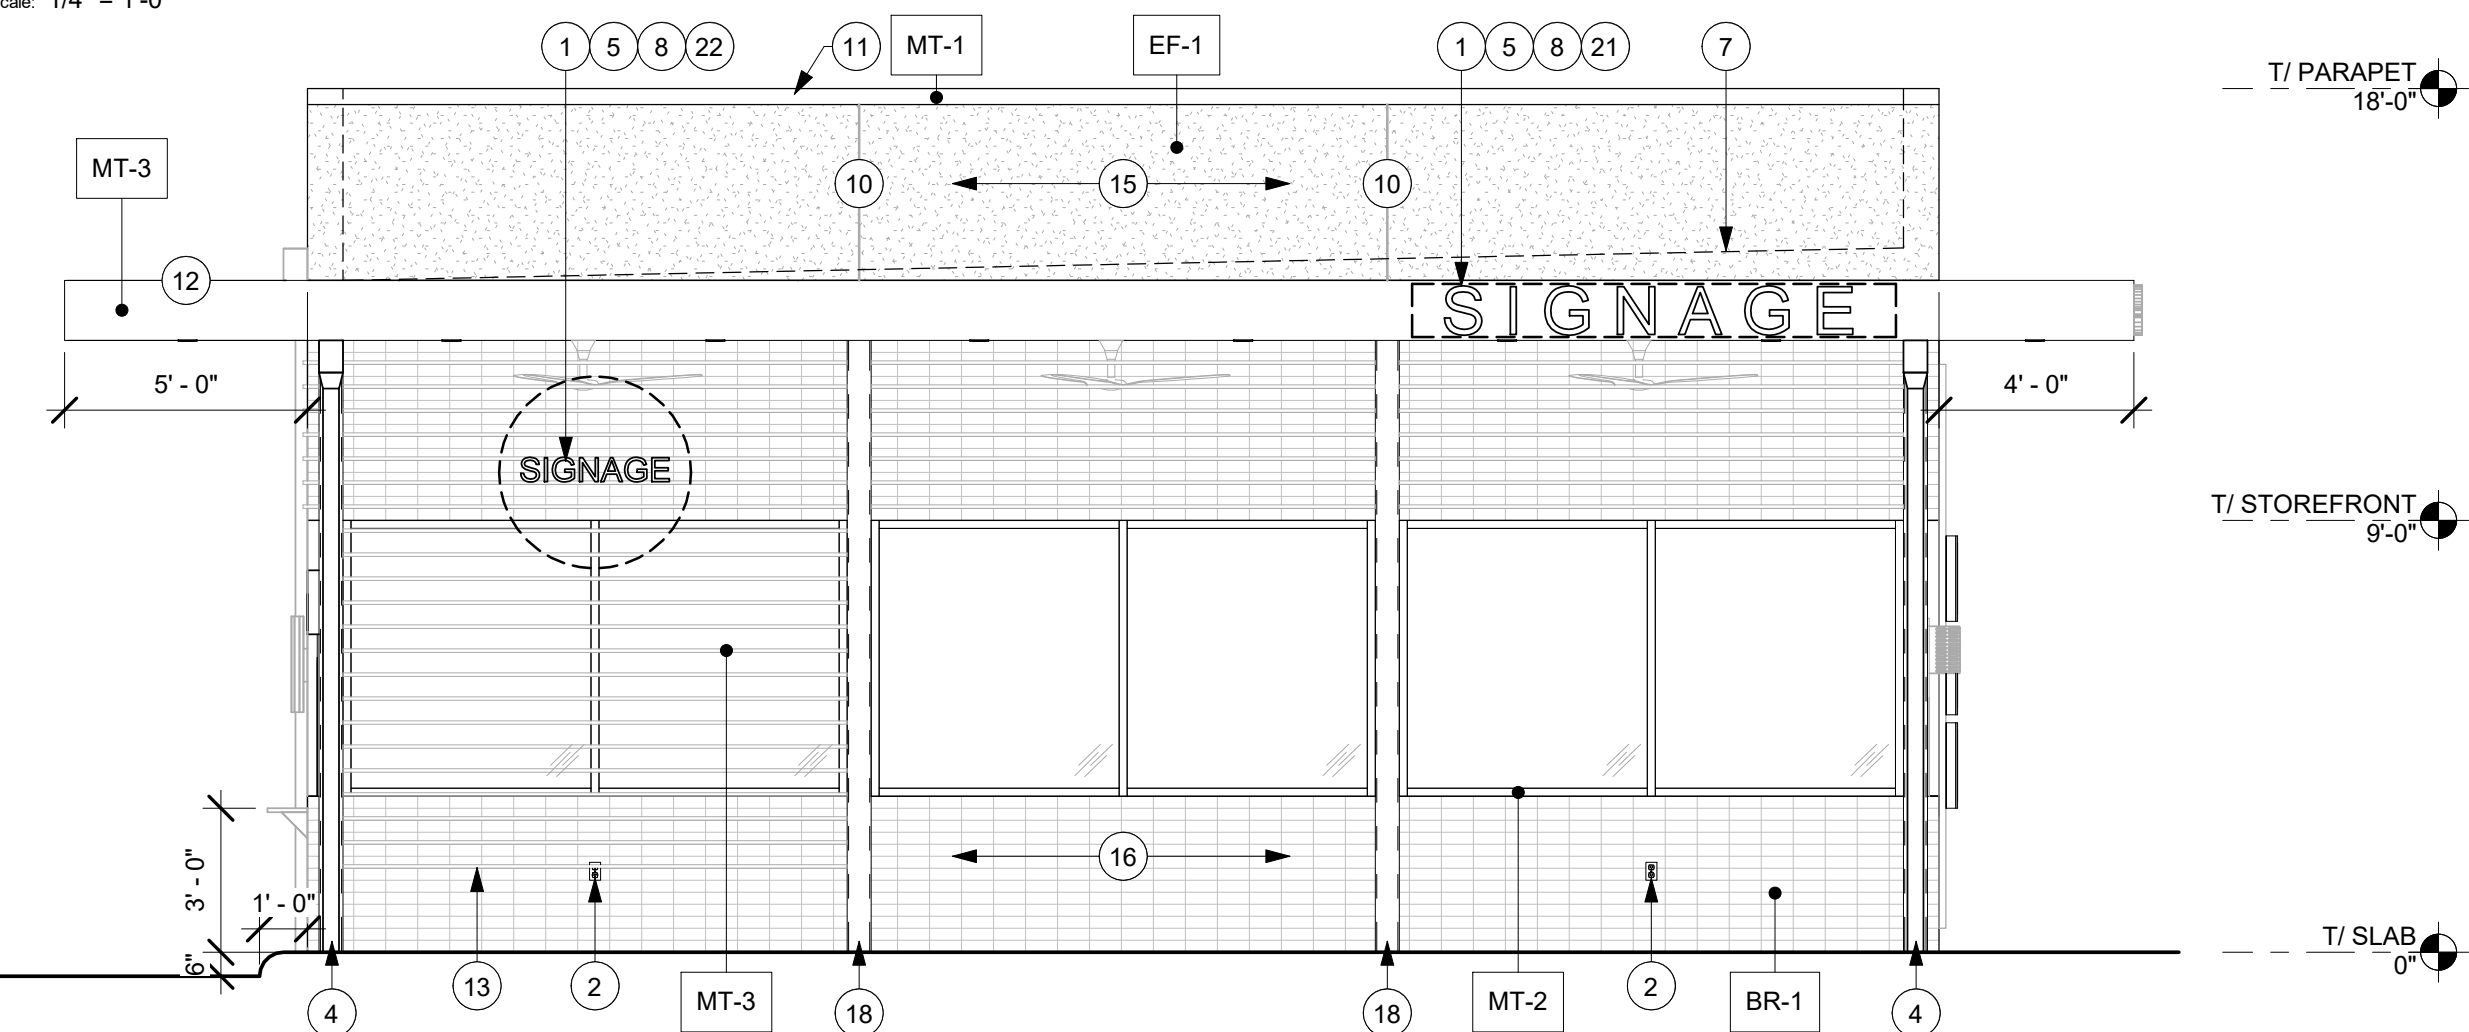 cale: 1/4" = 1'-0"
1 5 8 22
11
MT-1
EF-1
1 5 8 21
7
T/ PARAPET
18'-0"
MT-3
10
15
10
12
SIGNAGE
5' - 0"
4' - 0"
SIGNAGE
T/ STOREFRONT
9'-0"
3' - 0"
1' - 0"
16
6"
T/ SLAB
0"
4
13
2
MT-3
18
18
MT-2
2
BR-1
4